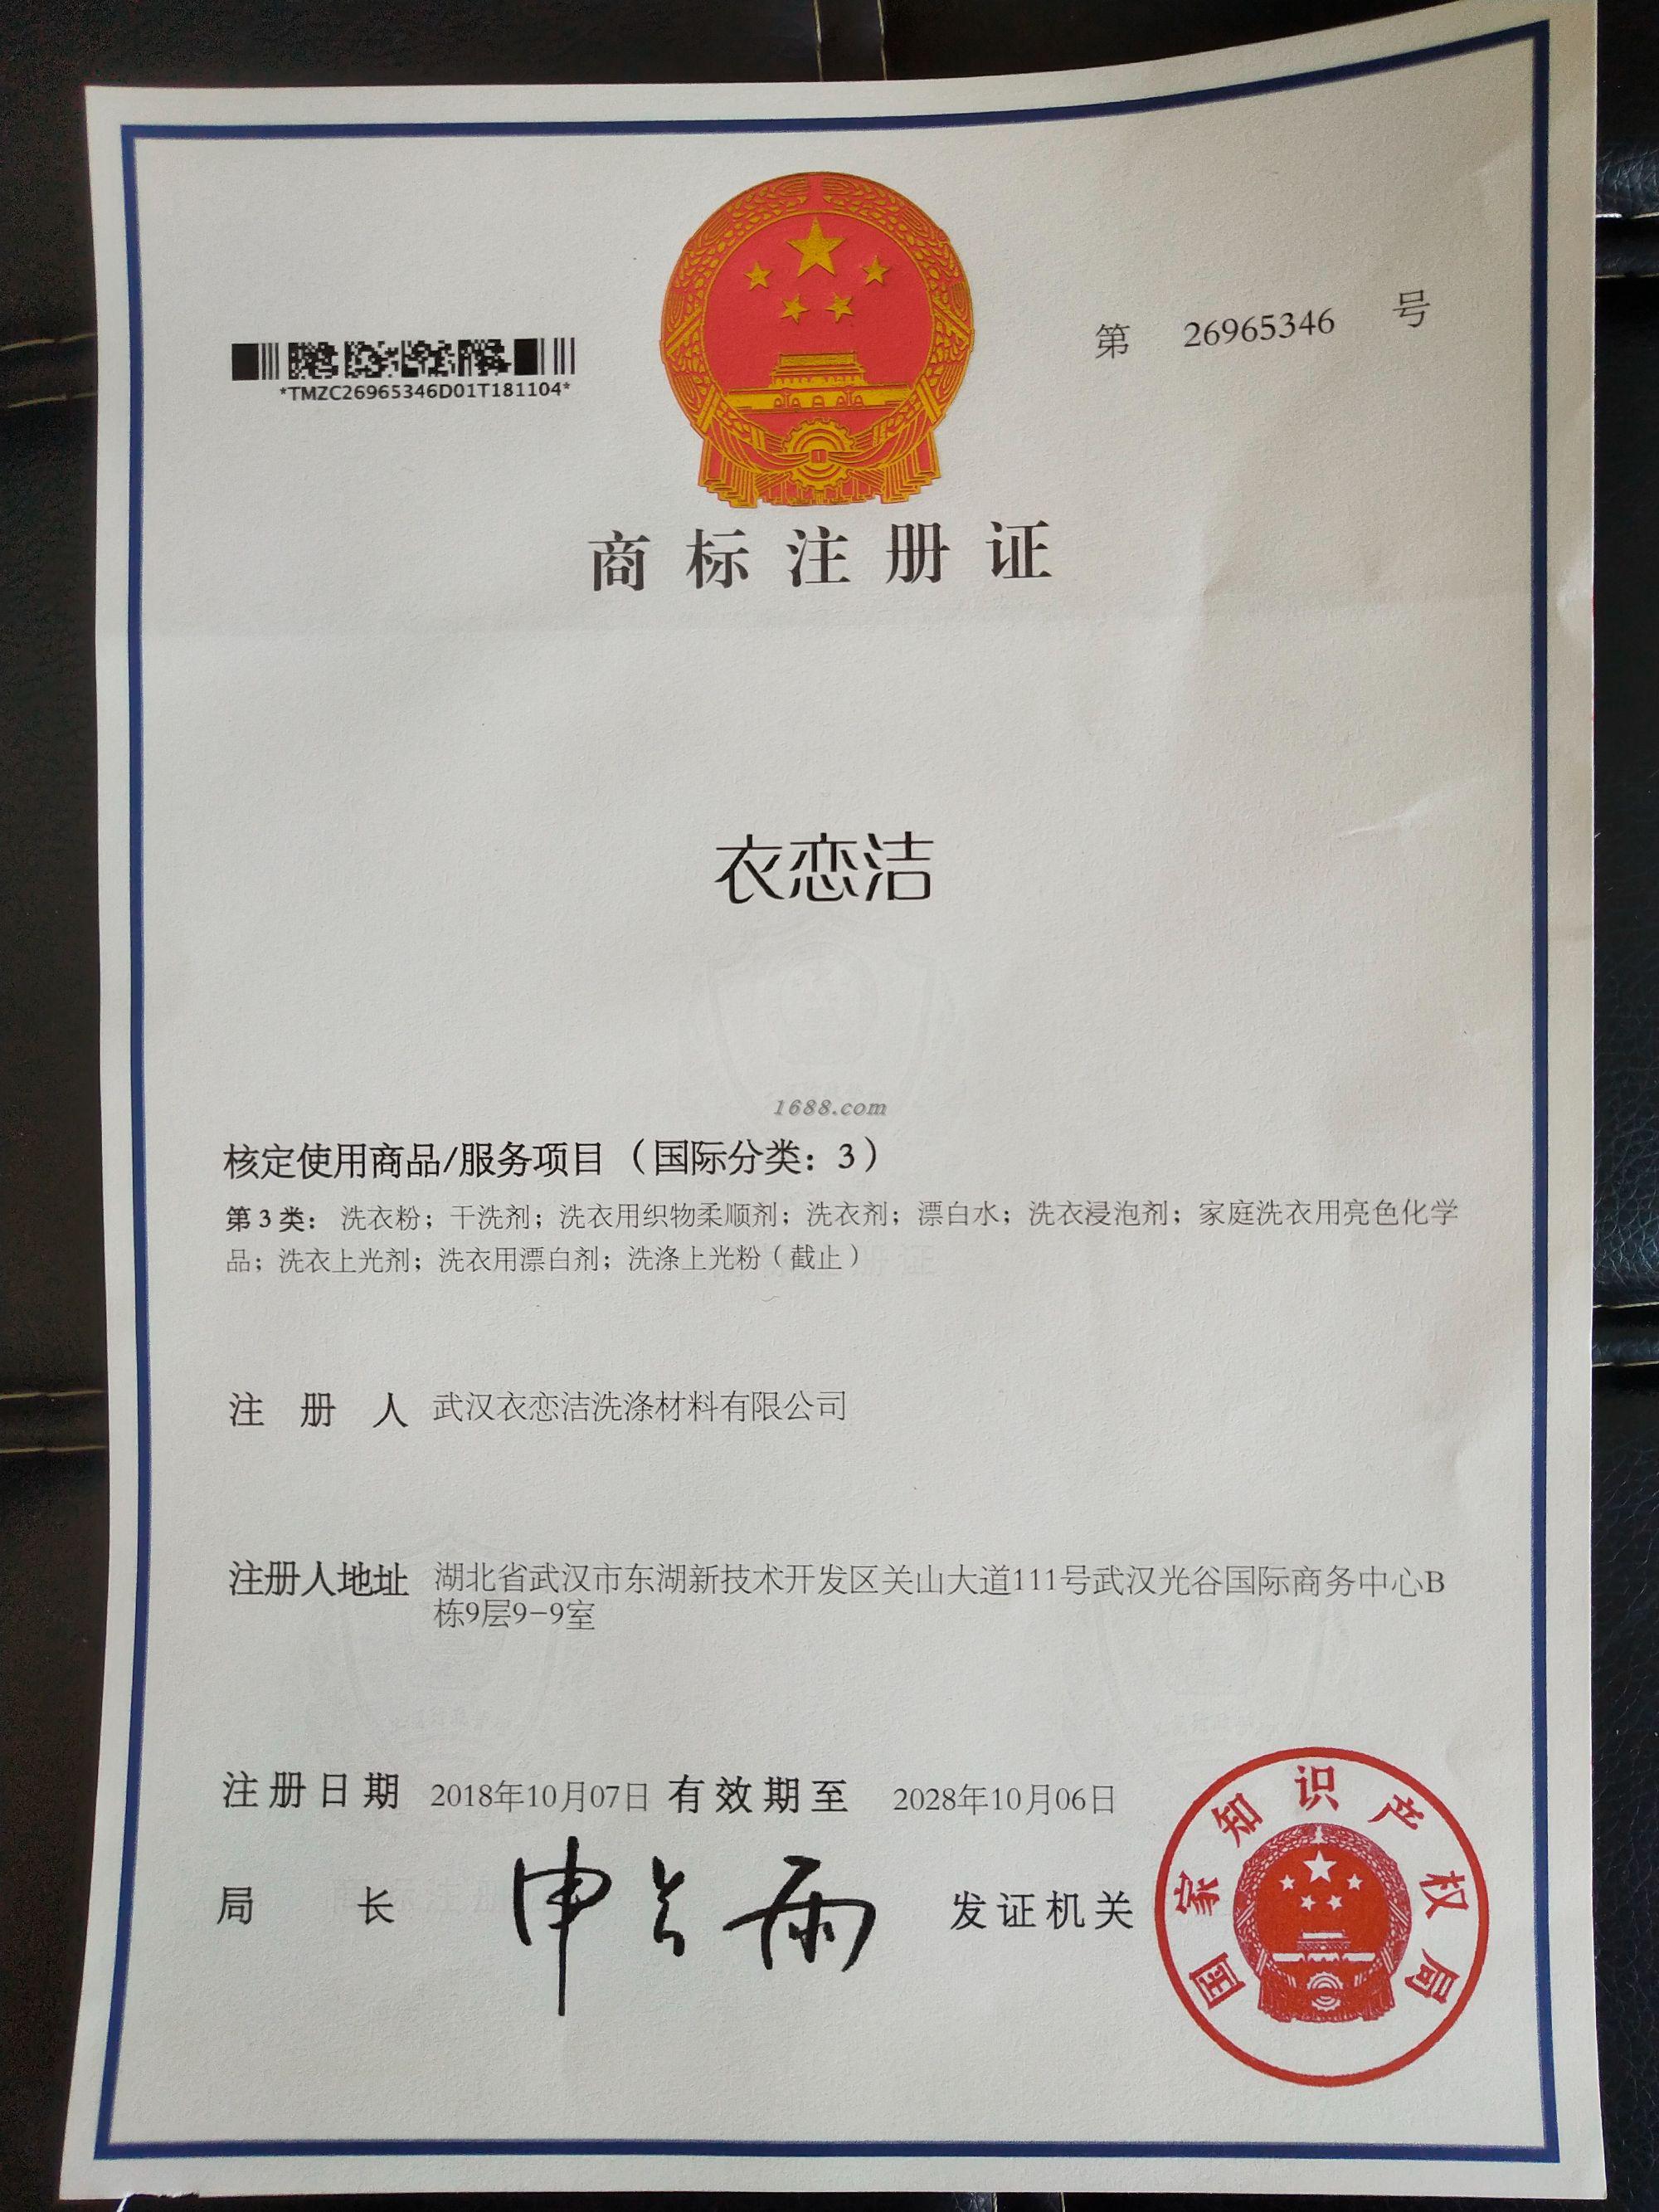 第 26965346 号
*TMZC26965346D01T181104*
商标注册证
衣恋洁
1688.com
核定使用商品/服务项目（国际分类：3）
第3类：洗衣粉；干洗剂；洗衣用织物柔顺剂；洗衣剂；漂白水；洗衣浸泡剂；家庭洗衣用亮色化学
品；洗衣上光剂；洗衣用漂白剂；洗涤上光粉（截止）
注册人 武汉衣恋洁洗涤材料有限公司
注册人地址 湖北省武汉市东湖新技术开发区关山大道111号武汉光谷国际商务中心B
栋9层9-9室
注册日期 2018年10月07日 有效期至 2028年10月06日
局长 申长雨 发证机关
国家知识产权局